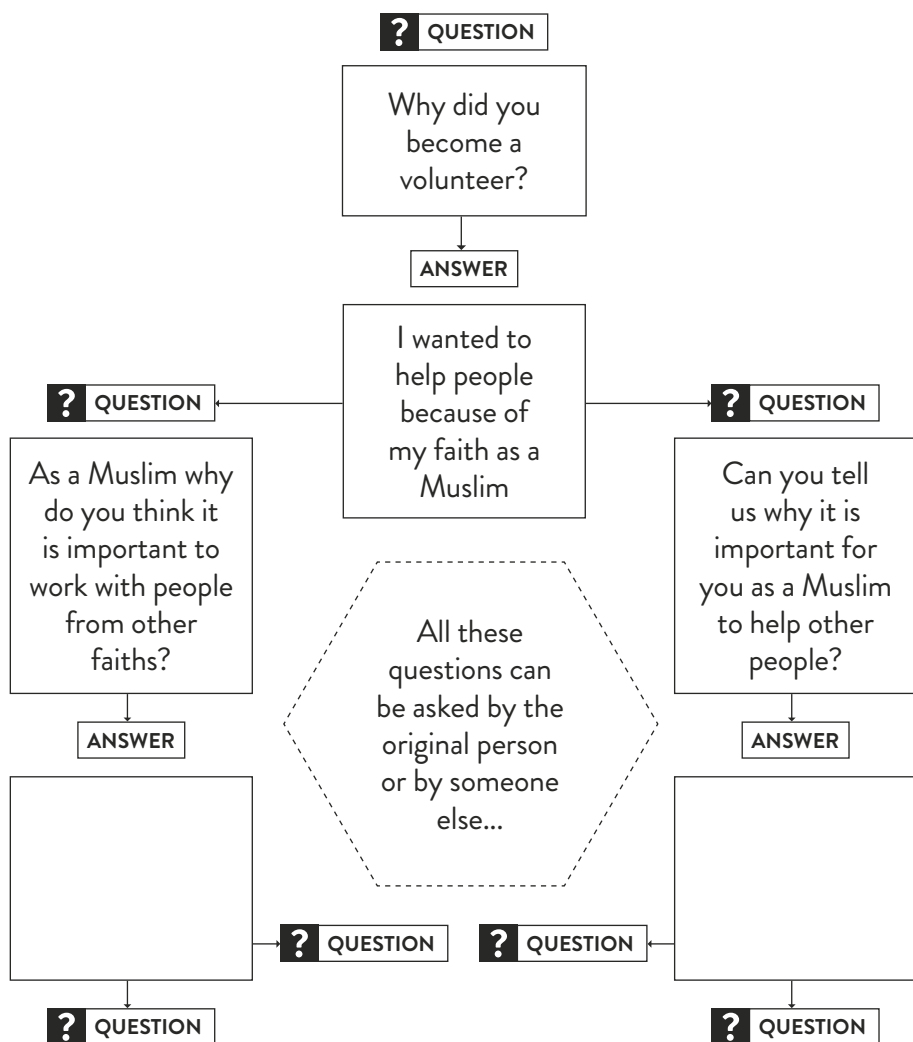 ? QUESTION
Why did you
become a
volunteer?
ANSWER
I wanted to
help people
because of
my faith as a
Muslim
? QUESTION
As a Muslim why
do you think it
is important to
work with people
from other
faiths?
ANSWER
? QUESTION
Can you tell
us why it is
important for
you as a Muslim
to help other
people?
ANSWER
All these
questions can
be asked by the
original person
or by someone
else...
? QUESTION
? QUESTION
? QUESTION
? QUESTION